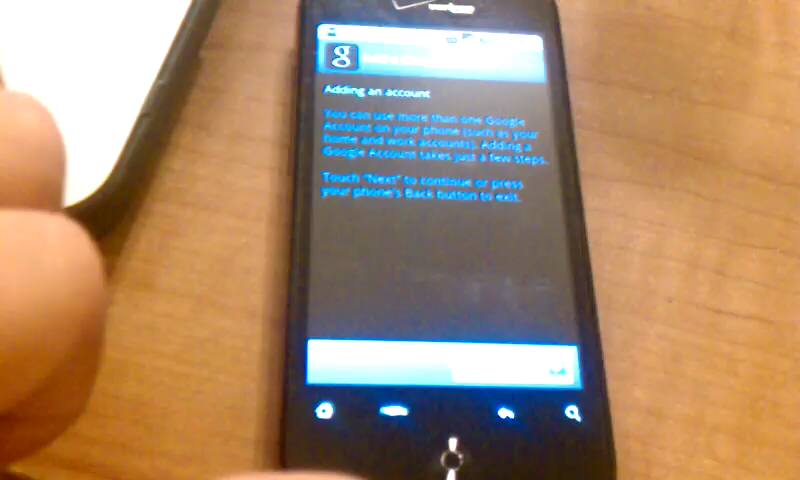 verizon
g
Adding an account
You can use more than one Google
Account on your phone (such as your
home and work accounts). Adding a
Google Account takes just a few steps.
Touch "Next" to continue or press
your phone's Back button to exit.